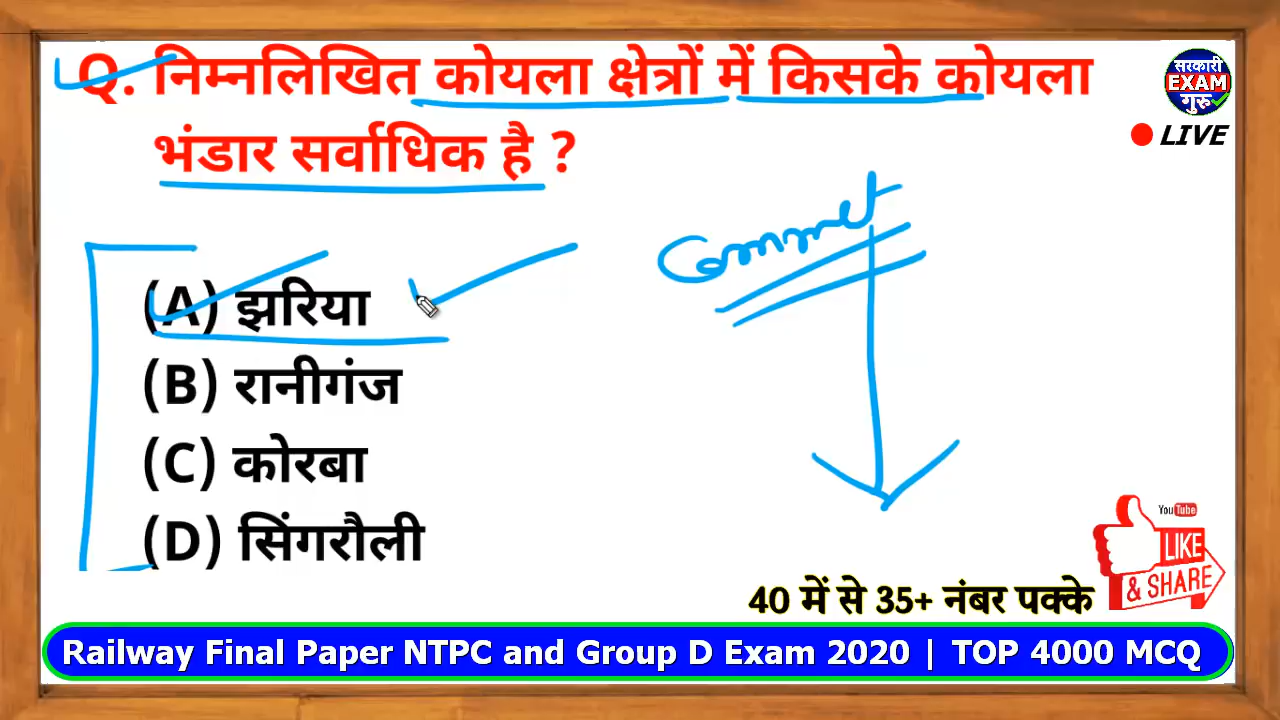 Q. निम्नलिखित कोयला क्षेत्रों में किसके कोयला
भंडार सर्वाधिक है ?
सरकारी
EXAM
गुरु
LIVE
Commet
(A) झरिया
(B) रानीगंज
(C) कोरबा
(D) सिंगरौली
YouTube
LIKE
& SHARE
40 में से 35+ नंबर पक्के
Railway Final Paper NTPC and Group D Exam 2020 | TOP 4000 MCQ